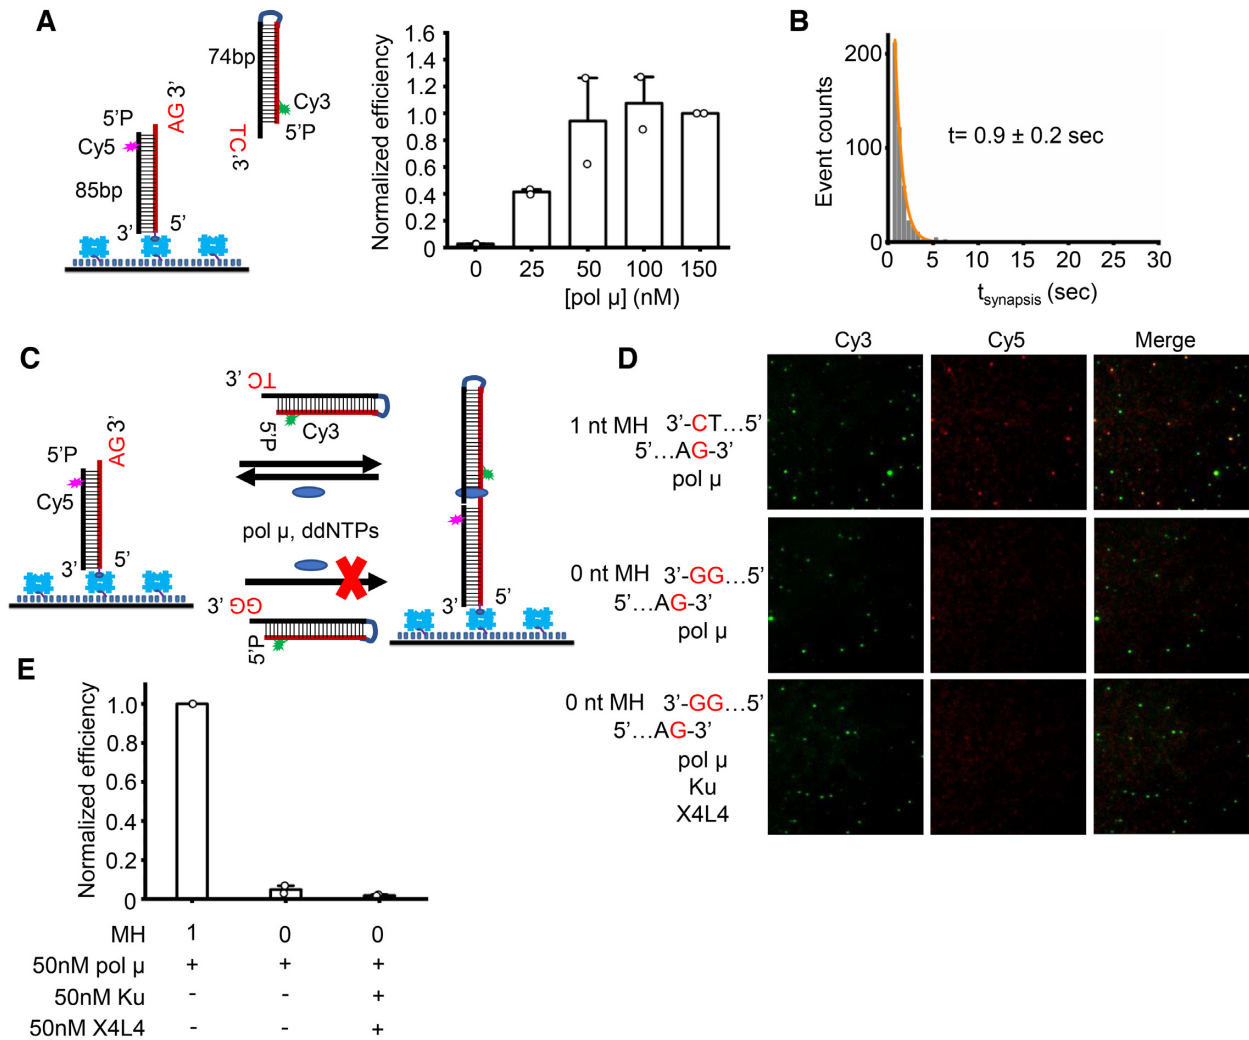 A
74bp
Cy3
5'P
TC
3'
AG 3'
5'P
Cy5
85bp
3'
5'
Normalized efficiency
1.6
1.4
1.2
1.0
0.8
0.6
0.4
0.2
0
0 25 50 100 150
[pol µ] (nM)
B
Event counts
200
100
0
t= 0.9 ± 0.2 sec
0 5 10 15 20 25 30
tsynapsis (sec)
C
5'P
AG 3'
Cy5
3'
5'
3' TC
5'P
Cy3
pol µ, ddNTPs
3' GG
5'P
3'
5'
D
Cy3 Cy5 Merge
1 nt MH 3'-CT...5'
5'...AG-3'
pol µ
0 nt MH 3'-GG...5'
5'...AG-3'
pol µ
0 nt MH 3'-GG...5'
5'...AG-3'
pol µ
Ku
X4L4
E
Normalized efficiency
1.0
0.8
0.6
0.4
0.2
0
MH 1 0 0
50nM pol µ + + +
50nM Ku - - +
50nM X4L4 - - +